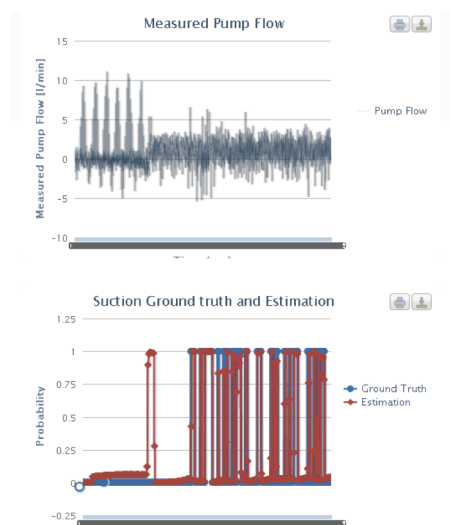 Measured Pump Flow
15
10
5
0
-5
-10
Measured Pump Flow [l/min]
Pump Flow
Suction Ground truth and Estimation
1.25
1
0.75
0.5
0.25
0
-0.25
Probability
Ground Truth
Estimation